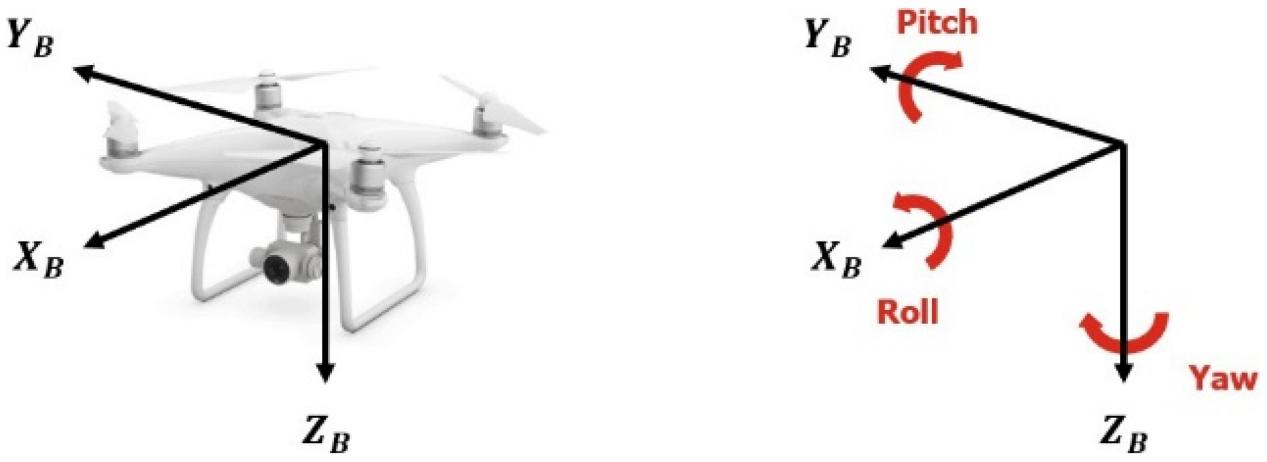 Y_B
X_B
Z_B
Pitch
Y_B
X_B
Roll
Yaw
Z_B